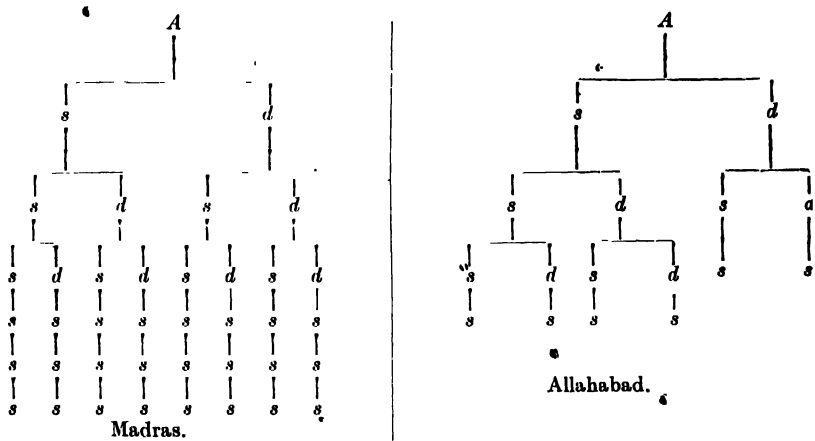 A
s d
s d s d
s d s d s d s d
s s s s s s s s
s s s s s s s s
s s s s s s s s
Madras.
A
s d
s d s a
s d s d s s
s s s s
Allahabad.